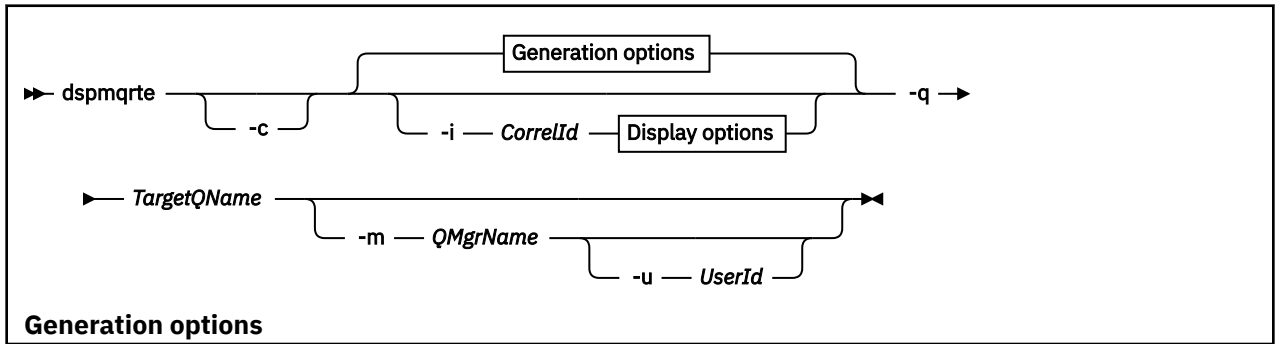 Generation options
dspmqrte -q
-c
-i CorrelId Display options
TargetQName
-m QMgrName
-u UserId
Generation options